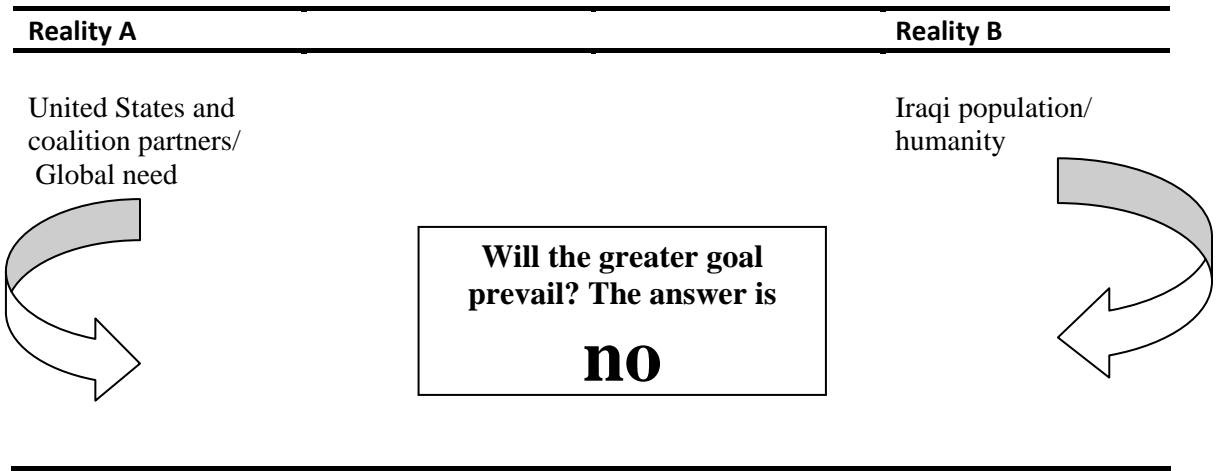 Reality A
Reality B
United States and
coalition partners/
Global need
Iraqi population/
humanity
Will the greater goal
prevail? The answer is
no